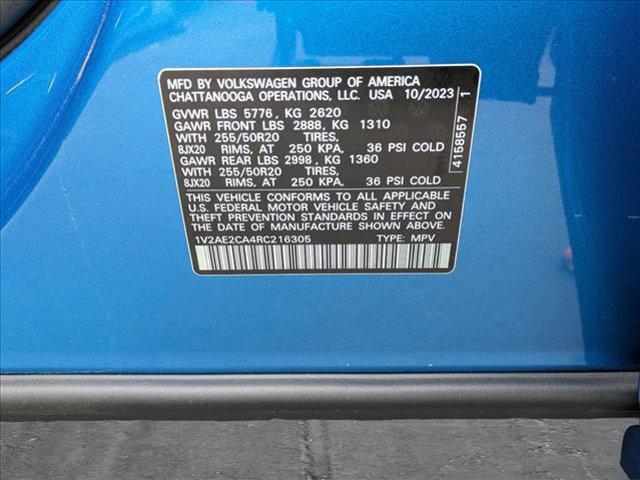 MFD BY VOLKSWAGEN GROUP OF AMERICA
CHATTANOOGA OPERATIONS, LLC. USA 10/2023
GVWR LBS 5776, KG 2620
GAWR FRONT LBS 2888, KG 1310
WITH 255/50R20 TIRES,
8JX20 RIMS, AT 250 KPA, 36 PSI COLD
GAWR REAR LBS 2998, KG 1360
WITH 255/50R20 TIRES,
8JX20 RIMS, AT 250 KPA, 36 PSI COLD
THIS VEHICLE CONFORMS TO ALL APPLICABLE
U.S. FEDERAL MOTOR VEHICLE SAFETY AND
THEFT PREVENTION STANDARDS IN EFFECT ON
THE DATE OF MANUFACTURE SHOWN ABOVE.
1V2AE2CA4RC216305 TYPE: MPV
4158557 1